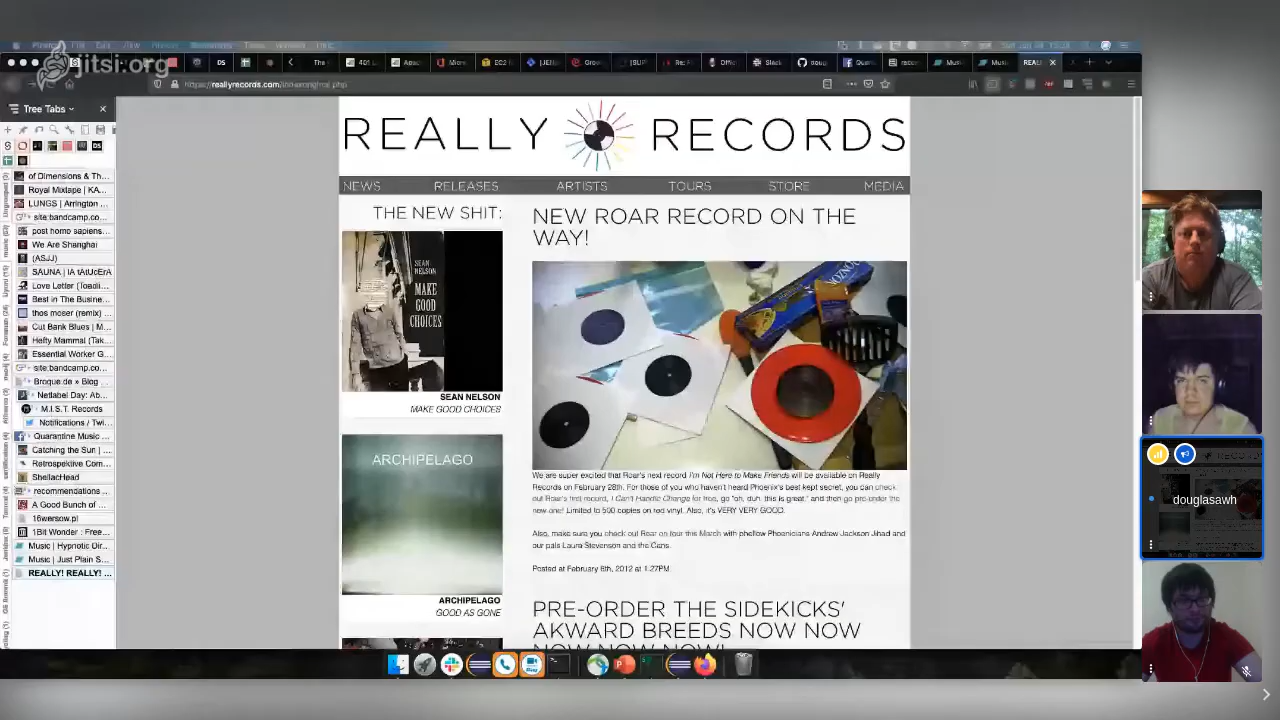 jitsi.org
Tree Tabs
https://reallyrecords.com/
of Dimensions & Th...
Royal Mixtape | KA...
LUNGS | Arrington ...
site:bandcamp.co...
post homo sapiens...
We Are Shanghai
(ASJJ)
Best in The Busine...
thos moser (remix) ...
Cut Bank Blues | M...
Hefty Mammal (Tak...
Essential Worker G...
site:bandcamp.co...
Broque.de » Blog ...
Netlabel Day: Ab...
M.I.S.T. Records
Notifications / Twi...
Quarantine Music ...
Catching the Sun | ...
Retrospektive Com...
ShellacHead
recommendations ...
A Good Bunch of ...
16wersow.pl
1Bit Wonder : Free...
Music | Hypnotic Dir...
Music | Just Plain S...
REALLY! REALLY! ...
REALLY RECORDS
NEWS RELEASES ARTISTS TOURS STORE MEDIA
THE NEW SHIT:
SEAN
NELSON
MAKE
GOOD
CHOICES
SEAN NELSON
MAKE GOOD CHOICES
ARCHIPELAGO
ARCHIPELAGO
GOOD AS GONE
NEW ROAR RECORD ON THE
WAY!
We are super excited that Roar's next record I'm Not Here to Make Friends will be available on Really
Records on February 28th. For those of you who haven't heard Phoenix's best kept secret, you can check
out Roar's first record, I Can't Handle Change for free, go "oh, duh, this is great." and then go pre-order the
new one! Limited to 500 copies on red vinyl. Also, it's VERY VERY GOOD.
Also, make sure you check out Roar on tour this March with phellow Phoenicians Andrew Jackson Jihad and
our pals Laura Stevenson and the Cans.
Posted at February 6th, 2012 at 1:27PM
PRE-ORDER THE SIDEKICKS'
AKWARD BREEDS NOW NOW
NOW NOW NOW!
douglasawh